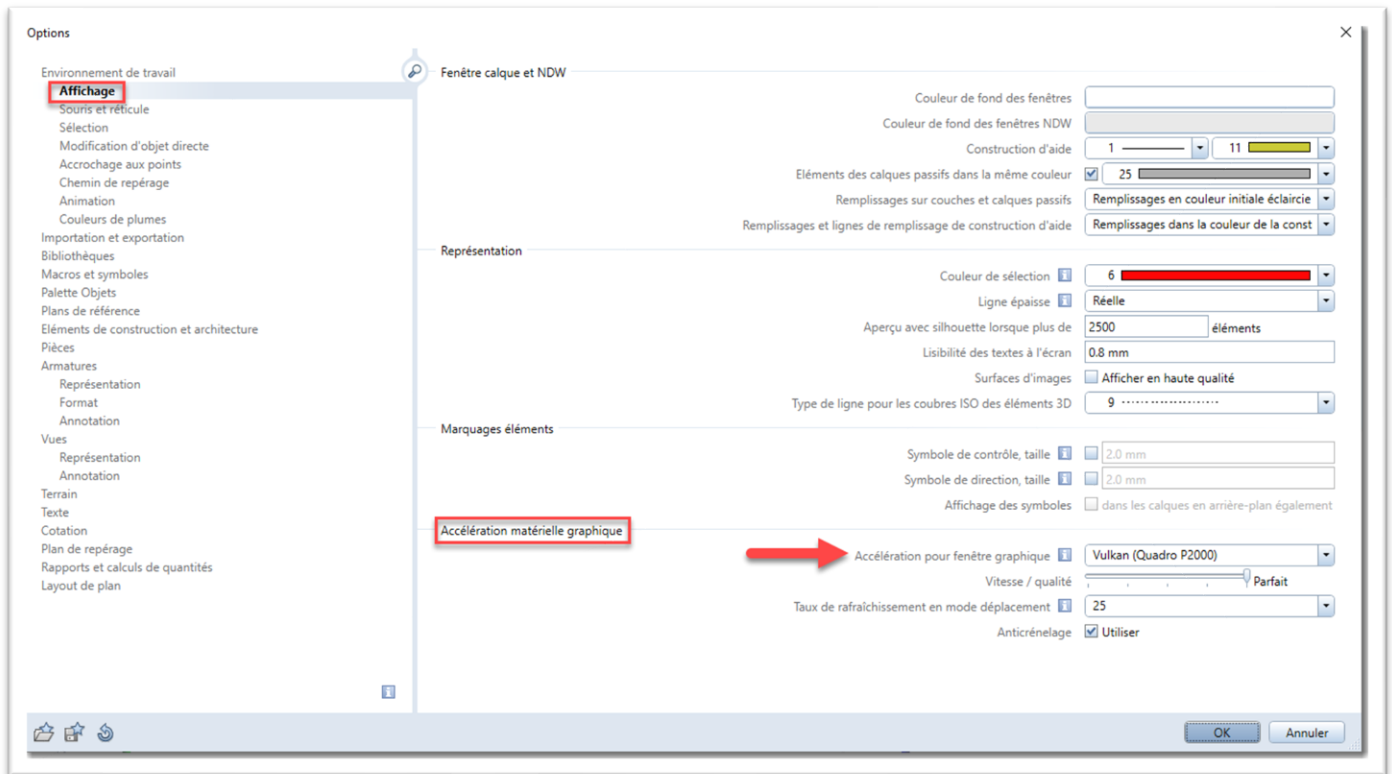 Options
Environnement de travail
Affichage
Souris et réticule
Sélection
Modification d'objet directe
Accrochage aux points
Chemin de repérage
Animation
Couleurs de plumes
Importation et exportation
Bibliothèques
Macros et symboles
Palette Objets
Plans de référence
Eléments de construction et architecture
Pièces
Armatures
Représentation
Format
Annotation
Vues
Représentation
Annotation
Terrain
Texte
Cotation
Plan de repérage
Rapports et calculs de quantités
Layout de plan
Fenêtre calque et NDW
Couleur de fond des fenêtres
Couleur de fond des fenêtres NDW
Construction d'aide 1 11
Eléments des calques passifs dans la même couleur 25
Remplissages sur couches et calques passifs Remplissages en couleur initiale éclaircie
Remplissages et lignes de remplissage de construction d'aide Remplissages dans la couleur de la const
Représentation
Couleur de sélection 6
Ligne épaisse Réelle
Aperçu avec silhouette lorsque plus de 2500 éléments
Lisibilité des textes à l'écran 0.8 mm
Surfaces d'images Afficher en haute qualité
Type de ligne pour les coubres ISO des éléments 3D 9
Marquages éléments
Symbole de contrôle, taille 2.0 mm
Symbole de direction, taille 2.0 mm
Affichage des symboles dans les calques en arrière-plan également
Accélération matérielle graphique
Accélération pour fenêtre graphique Vulkan (Quadro P2000)
Vitesse / qualité Parfait
Taux de rafraîchissement en mode déplacement 25
Anticrénelage Utiliser
OK Annuler